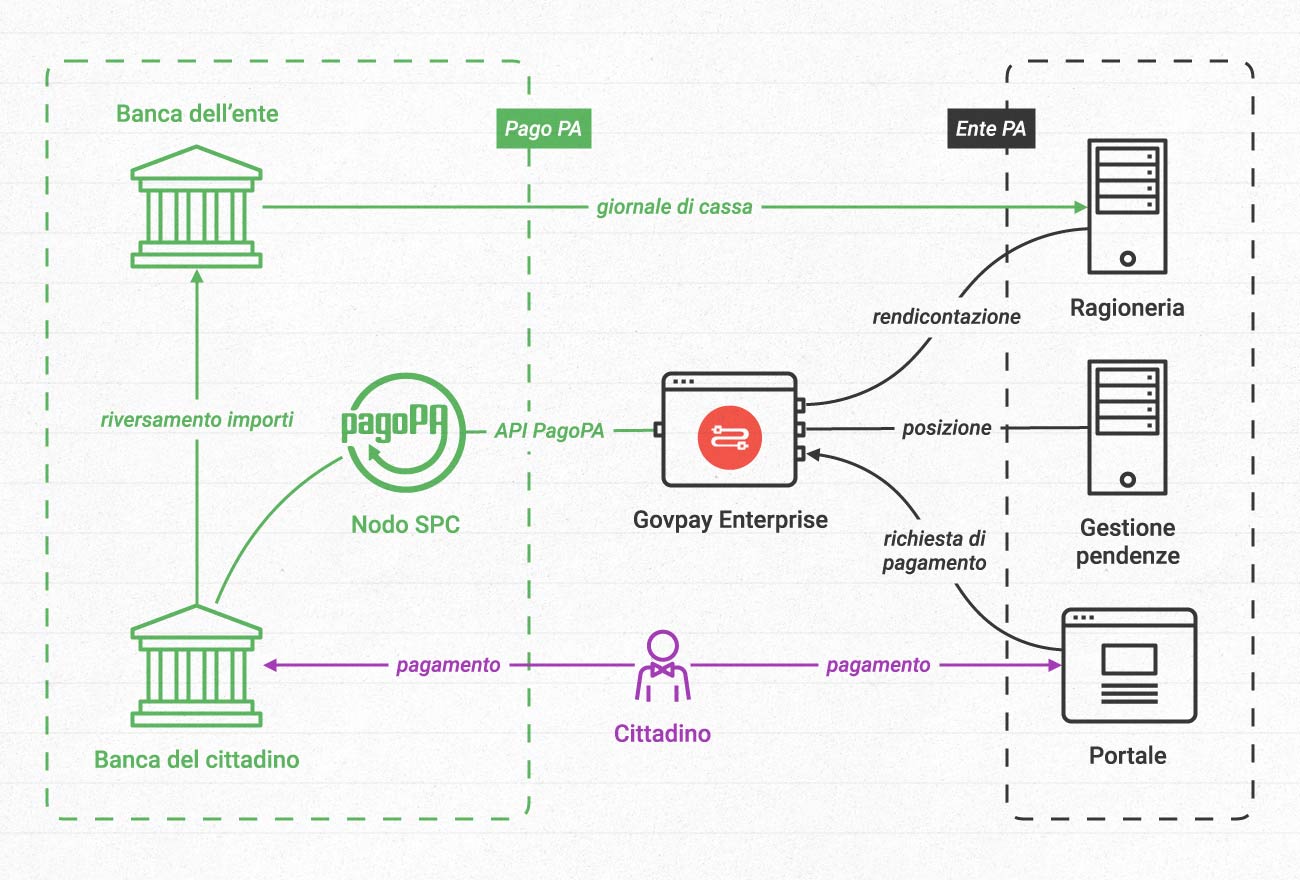 Banca dell’ente
Pago PA
Ente PA
giornale di cassa
Ragioneria
rendicontazione
riversamento importi
pagoPA
API PagoPA
posizione
Nodo SPC
Govpay Enterprise
Gestione
pendenze
richiesta di
pagamento
pagamento
pagamento
Cittadino
Banca del cittadino
Portale